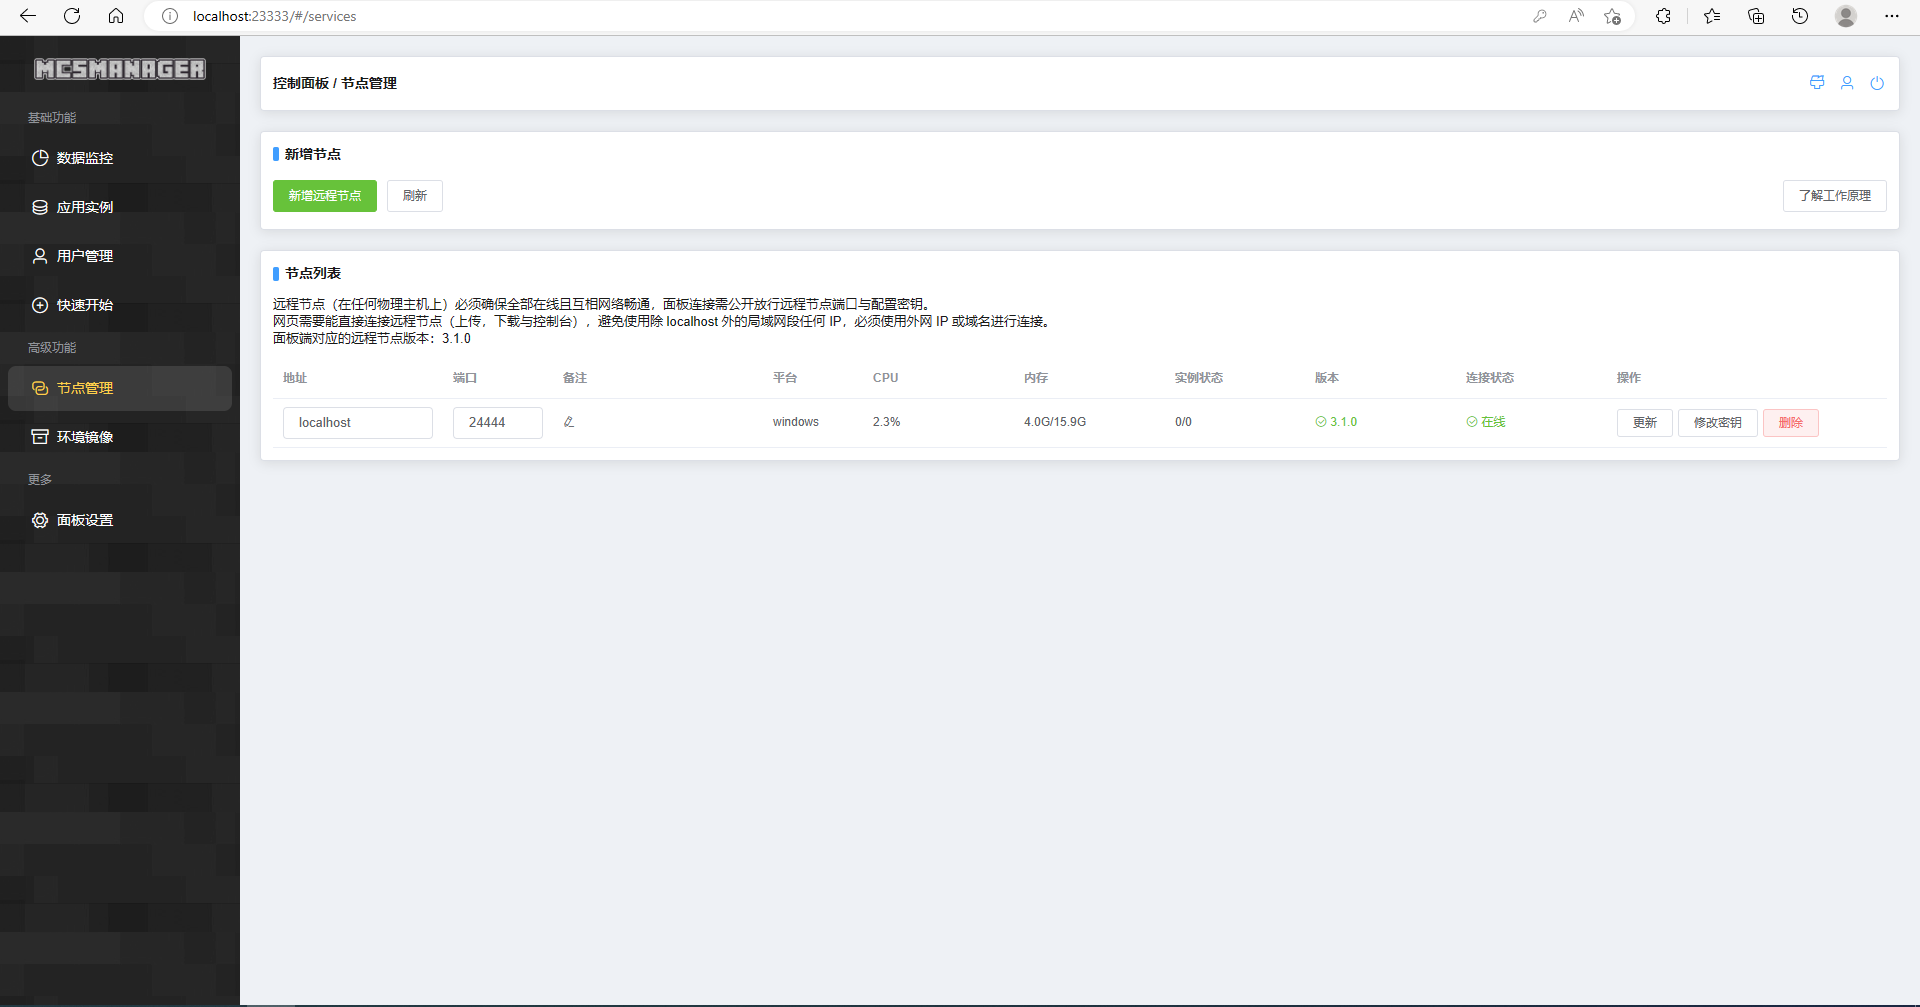 localhost:23333/#/services
MCSMANAGER
基础功能
数据监控
应用实例
用户管理
快速开始
高级功能
节点管理
环境镜像
更多
面板设置
控制面板 / 节点管理
新增节点
新增远程节点 刷新 了解工作原理
节点列表
远程节点（在任何物理主机上）必须确保全部在线且互相网络畅通，面板连接需公开放行远程节点端口与配置密钥。
网页需要能直接连接远程节点（上传，下载与控制台），避免使用除 localhost 外的局域网段任何 IP，必须使用外网 IP 或域名进行连接。
面板端对应的远程节点版本：3.1.0
地址 端口 备注 平台 CPU 内存 实例状态 版本 连接状态 操作
localhost 24444 windows 2.3% 4.0G/15.9G 0/0 3.1.0 在线 更新 修改密钥 删除